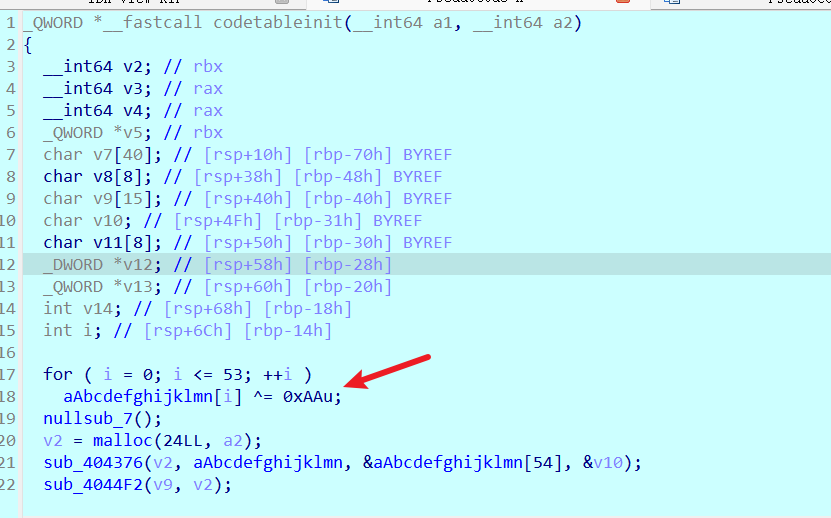 1 _QWORD *__fastcall codetableinit(__int64 a1, __int64 a2)
2 {
3 __int64 v2; // rbx
4 __int64 v3; // rax
5 __int64 v4; // rax
6 _QWORD *v5; // rbx
7 char v7[40]; // [rsp+10h] [rbp-70h] BYREF
8 char v8[8]; // [rsp+38h] [rbp-48h] BYREF
9 char v9[15]; // [rsp+40h] [rbp-40h] BYREF
10 char v10; // [rsp+4Fh] [rbp-31h] BYREF
11 char v11[8]; // [rsp+50h] [rbp-30h] BYREF
12 _DWORD *v12; // [rsp+58h] [rbp-28h]
13 _QWORD *v13; // [rsp+60h] [rbp-20h]
14 int v14; // [rsp+68h] [rbp-18h]
15 int i; // [rsp+6Ch] [rbp-14h]
16
17 for ( i = 0; i <= 53; ++i )
18 aAbcdefghijklmn[i] ^= 0xAAu;
19 nullsub_7();
20 v2 = malloc(24LL, a2);
21 sub_404376(v2, aAbcdefghijklmn, &aAbcdefghijklmn[54], &v10);
22 sub_4044F2(v9, v2);